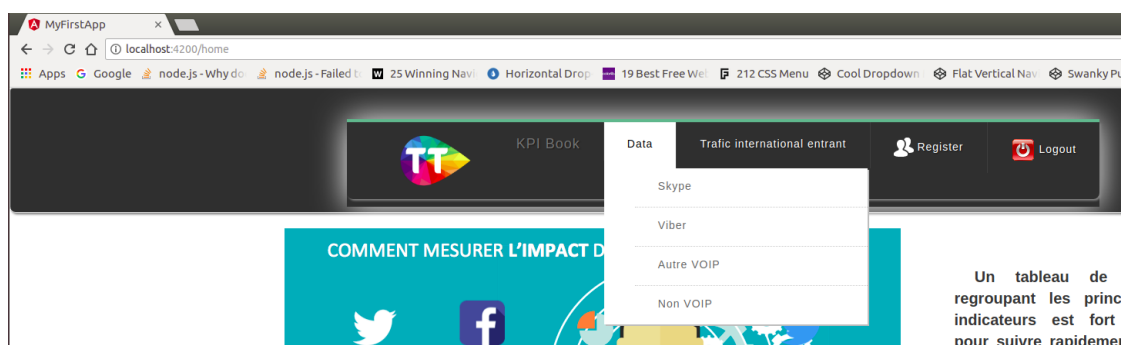 MyFirstApp ×
localhost:4200/home
Apps Google node.js - Why do node.js - Failed 25 Winning Navi Horizontal Drop 19 Best Free We 212 CSS Menu Cool Dropdown Flat Vertical Nav Swanky Pu
TT KPI Book Data Trafic international entrant Register Logout
Skype
Viber
Autre VOIP
Non VOIP
COMMENT MESURER L'IMPACT D
Un tableau de
regroupant les princ
indicateurs est fort
pour suivre rapidemen